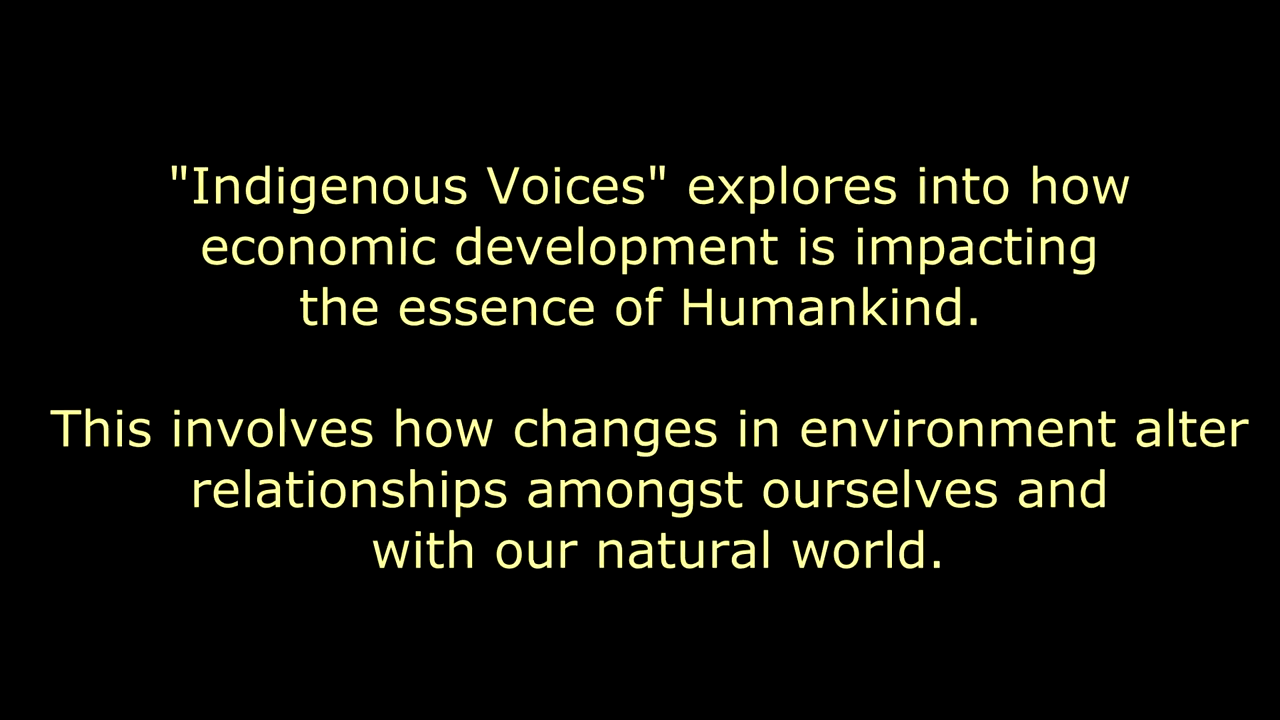 "Indigenous Voices" explores into how
economic development is impacting
the essence of Humankind.
This involves how changes in environment alter
relationships amongst ourselves and
with our natural world.